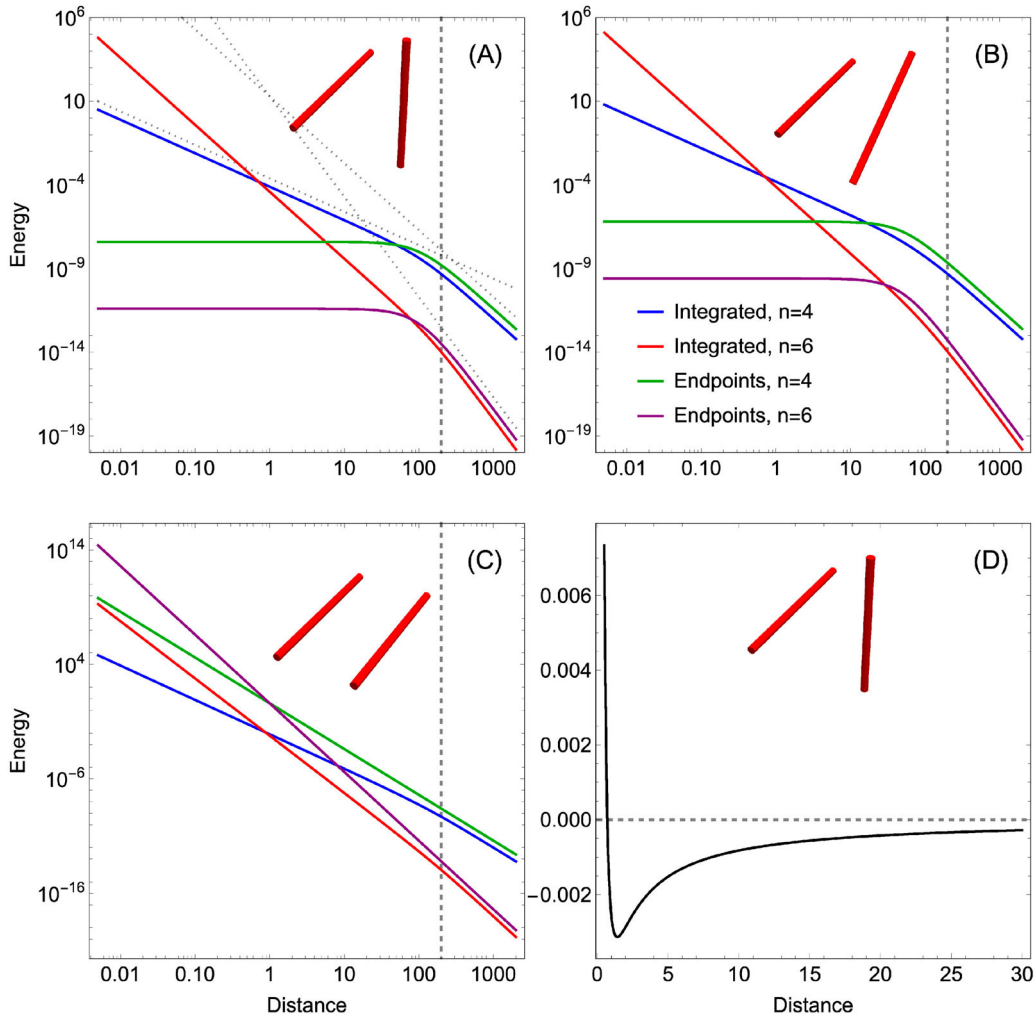 (A)
10^6
10
10^-4
10^-9
10^-14
10^-19
Energy
0.01 0.10 1 10 100 1000
(B)
10^6
10
10^-4
10^-9
10^-14
10^-19
Integrated, n=4
Integrated, n=6
Endpoints, n=4
Endpoints, n=6
0.01 0.10 1 10 100 1000
(C)
10^14
10^4
10^-6
10^-16
Energy
0.01 0.10 1 10 100 1000
Distance
(D)
0.006
0.004
0.002
0.000
−0.002
0 5 10 15 20 25 30
Distance